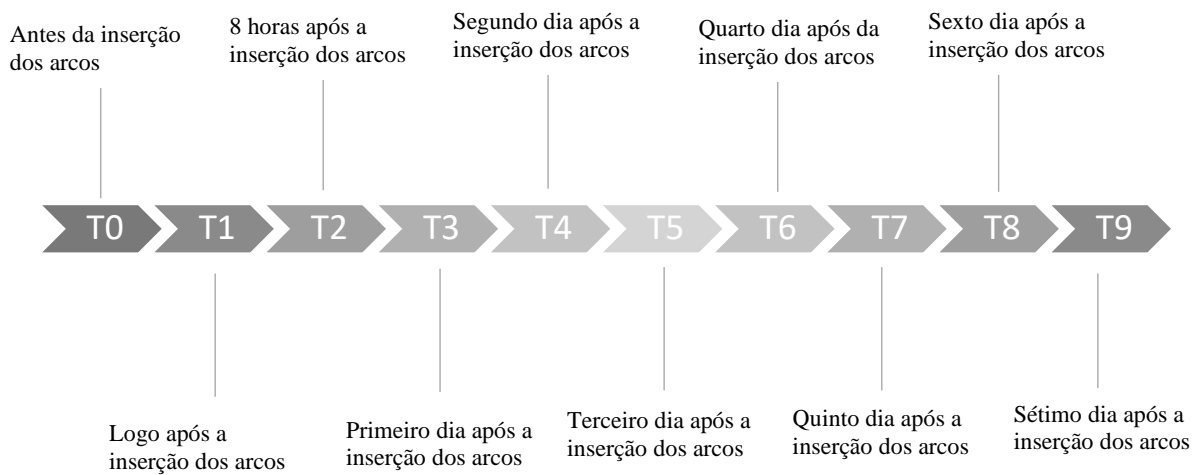 Antes da inserção
dos arcos
8 horas após a
inserção dos arcos
Segundo dia após a
inserção dos arcos
Quarto dia após da
inserção dos arcos
Sexto dia após a
inserção dos arcos
T0
T1
T2
T3
T4
T5
T6
T7
T8
T9
Logo após a
inserção dos arcos
Primeiro dia após a
inserção dos arcos
Terceiro dia após a
inserção dos arcos
Quinto dia após a
inserção dos arcos
Sétimo dia após a
inserção dos arcos